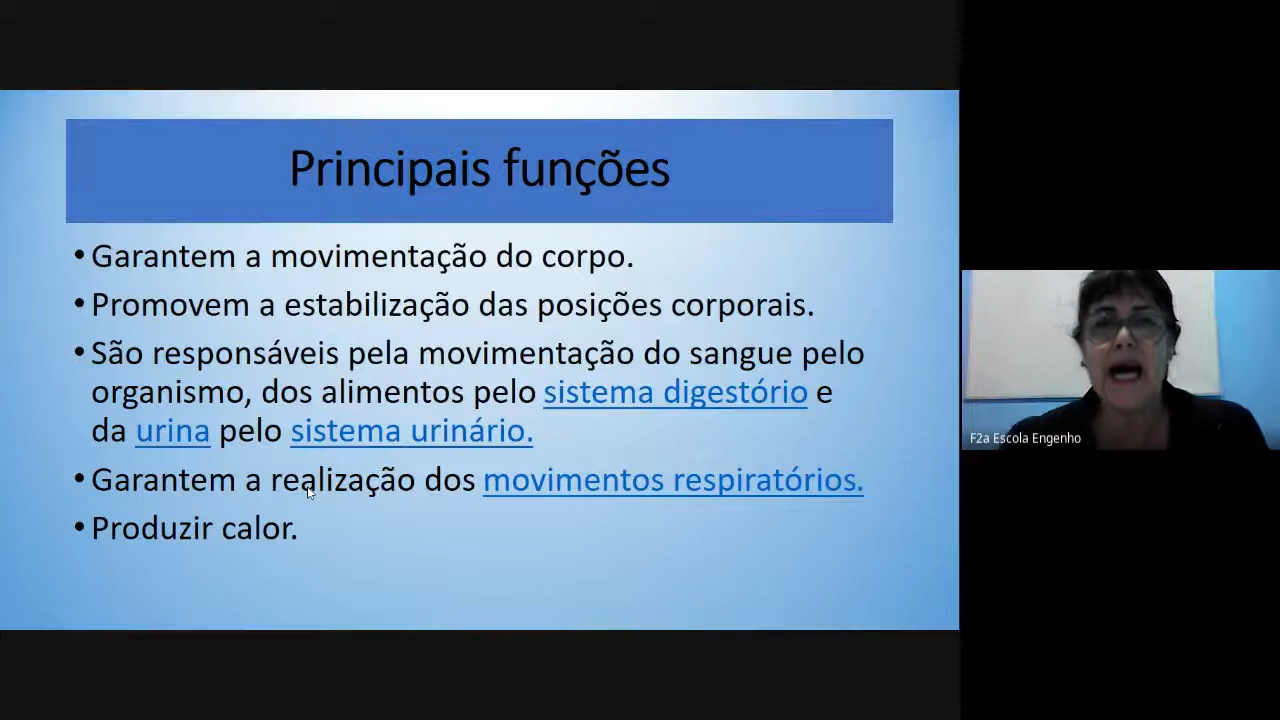 Principais funções
• Garantem a movimentação do corpo.
• Promovem a estabilização das posições corporais.
• São responsáveis pela movimentação do sangue pelo
organismo, dos alimentos pelo sistema digestório e
da urina pelo sistema urinário.
• Garantem a realização dos movimentos respiratórios.
• Produzir calor.
F2a Escola Engenho